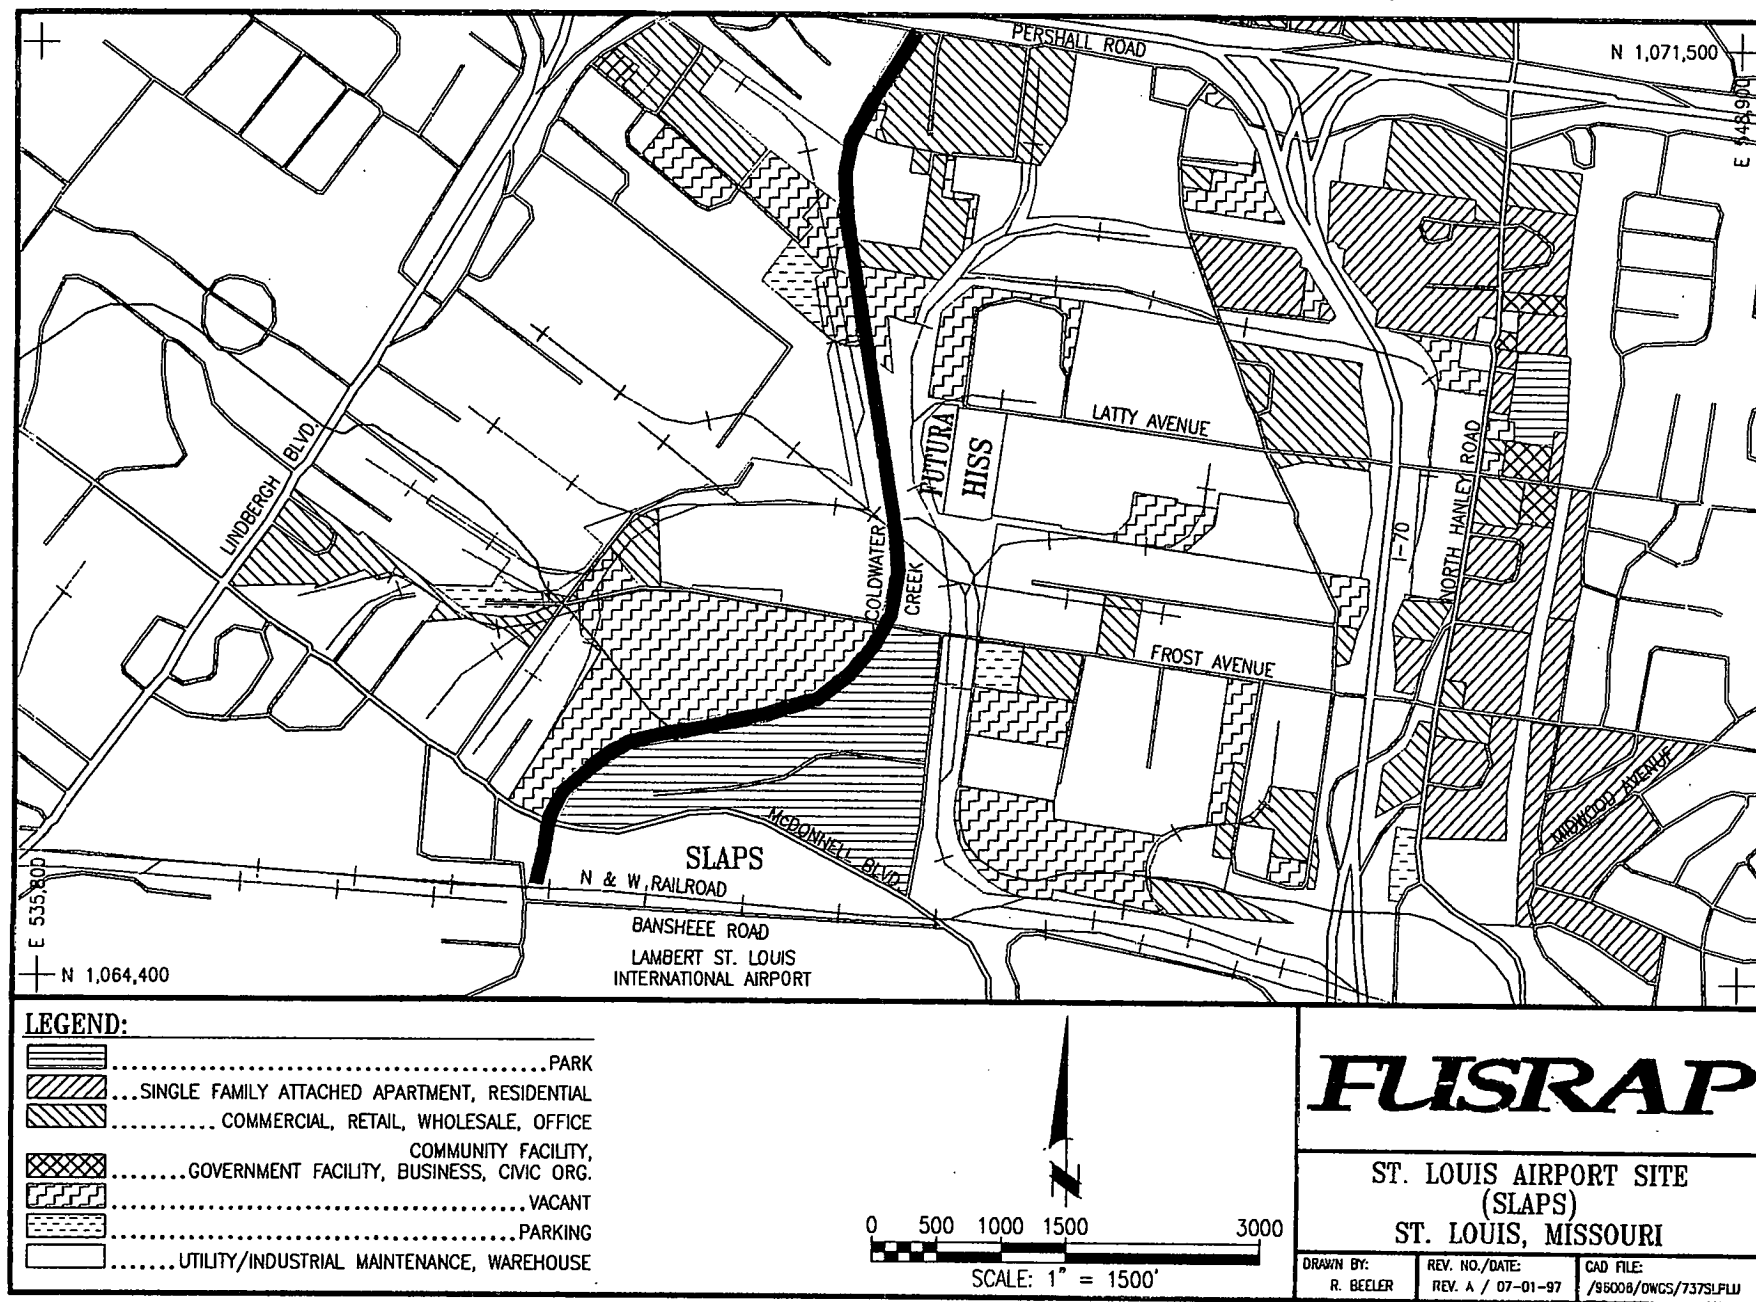 PERSHALL ROAD
N 1,071,500
E 548,900
LINDBERGH BLVD.
LATTY AVENUE
FUTURA
HISS
NORTH HANLEY ROAD
I-70
COLDWATER
CREEK
FROST AVENUE
MIDWOOD AVENUE
McDONNELL BLVD.
SLAPS
N & W RAILROAD
BANSHEEE ROAD
LAMBERT ST. LOUIS
INTERNATIONAL AIRPORT
E 535,800
N 1,064,400
LEGEND:
PARK
SINGLE FAMILY ATTACHED APARTMENT, RESIDENTIAL
COMMERCIAL, RETAIL, WHOLESALE, OFFICE
COMMUNITY FACILITY,
GOVERNMENT FACILITY, BUSINESS, CIVIC ORG.
VACANT
PARKING
UTILITY/INDUSTRIAL MAINTENANCE, WAREHOUSE
N
0 500 1000 1500 3000
SCALE: 1" = 1500'
FUSRAP
ST. LOUIS AIRPORT SITE
(SLAPS)
ST. LOUIS, MISSOURI
DRAWN BY:
R. BEELER
REV. NO./DATE:
REV. A / 07-01-97
CAD FILE: